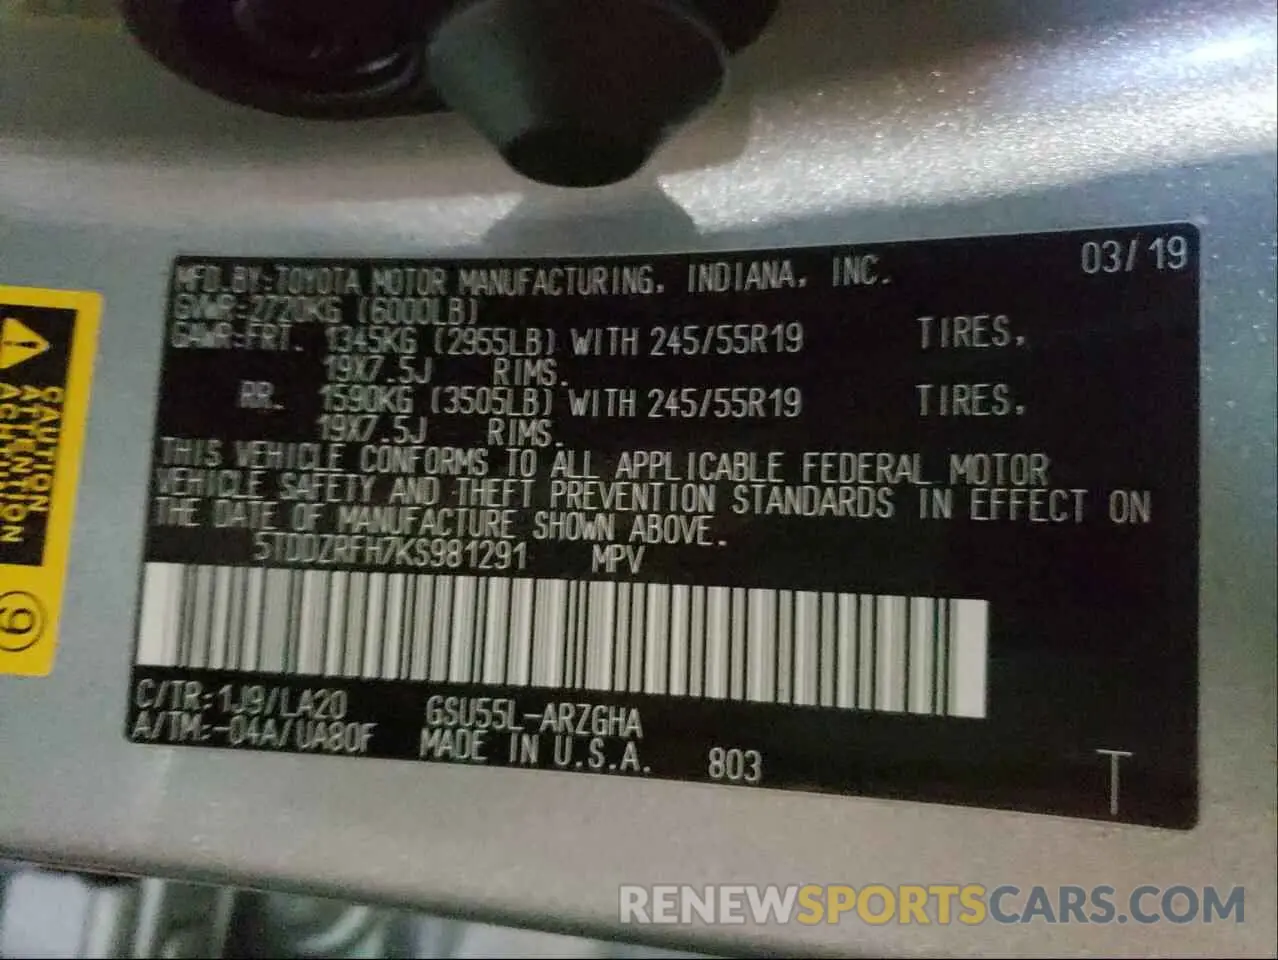 MFD.BY:TOYOTA MOTOR MANUFACTURING, INDIANA, INC. 03/19
GVWR:2720KG (6000LB)
GAWR:FRT. 1345KG (2955LB) WITH 245/55R19 TIRES,
19X7.5J RIMS.
RR. 1590KG (3505LB) WITH 245/55R19 TIRES,
19X7.5J RIMS.
THIS VEHICLE CONFORMS TO ALL APPLICABLE FEDERAL MOTOR
VEHICLE SAFETY AND THEFT PREVENTION STANDARDS IN EFFECT ON
THE DATE OF MANUFACTURE SHOWN ABOVE.
5TDDZRFH7KS981291 MPV
C/TR:1J9/LA20 GSU55L-ARZGHA
A/TM:-04A/UA80F MADE IN U.S.A. 803 T
CAUTION
ATTENTION
9
RENEWSPORTSCARS.COM